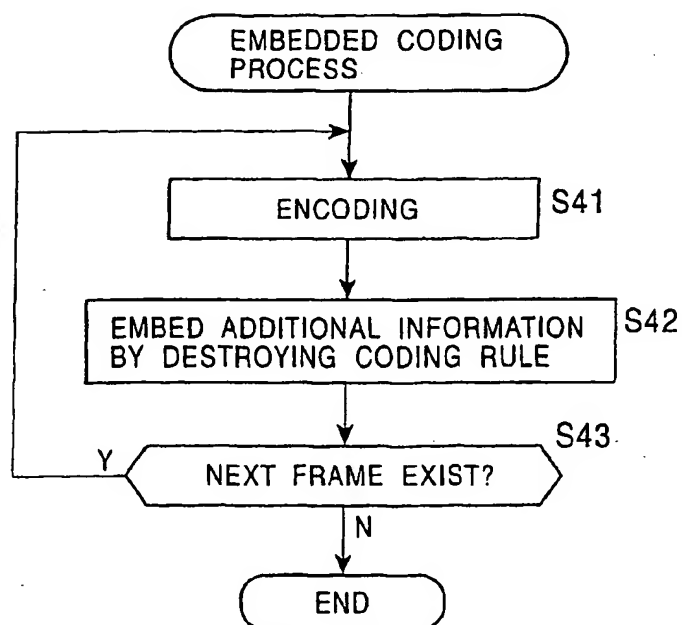 EMBEDDED CODING
PROCESS
ENCODING
S41
EMBED ADDITIONAL INFORMATION
BY DESTROYING CODING RULE
S42
S43
Y
NEXT FRAME EXIST?
N
END